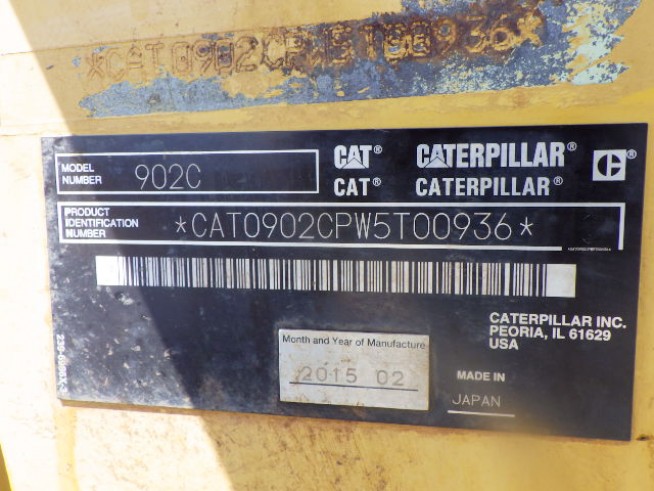 MODEL NUMBER 902C
CAT® CATERPILLAR® C
CAT® CATERPILLAR®
PRODUCT IDENTIFICATION NUMBER *CAT0902CPW5T00936*
CATERPILLAR INC.
PEORIA, IL 61629
USA
Month and Year of Manufacture
2015 02
MADE IN
JAPAN